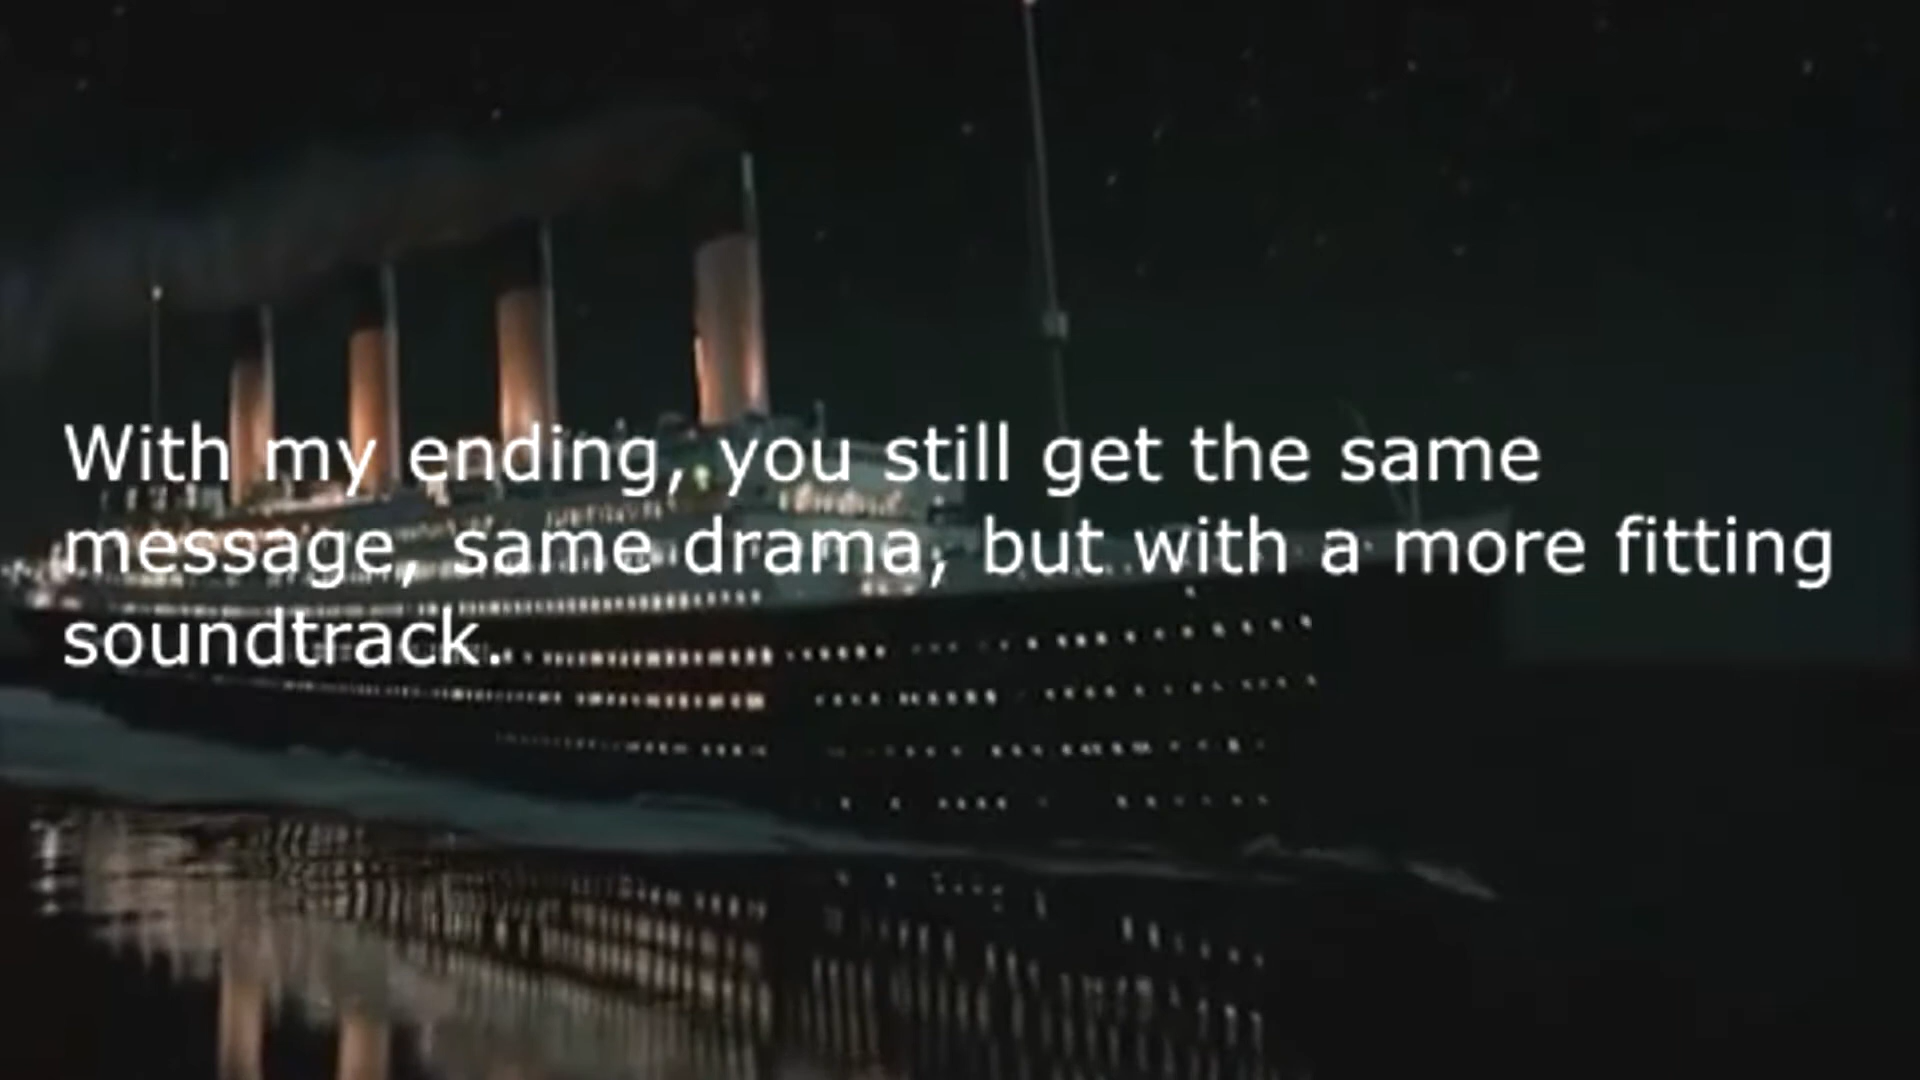 With my ending, you still get the same
message, same drama, but with a more fitting
soundtrack.